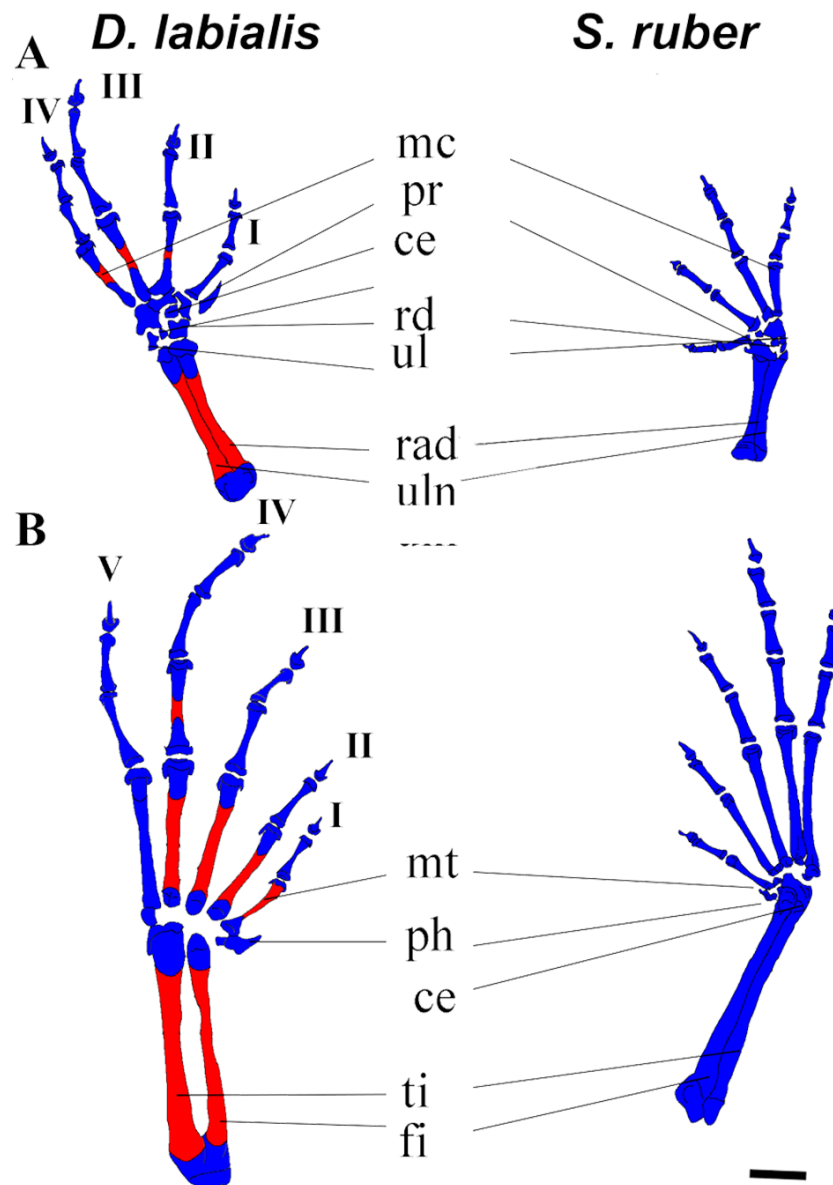 D. labialis
S. ruber
A
III
IV
II
I
mc
pr
ce
rd
ul
rad
uln
B
IV
V
III
II
I
mt
ph
ce
ti
fi